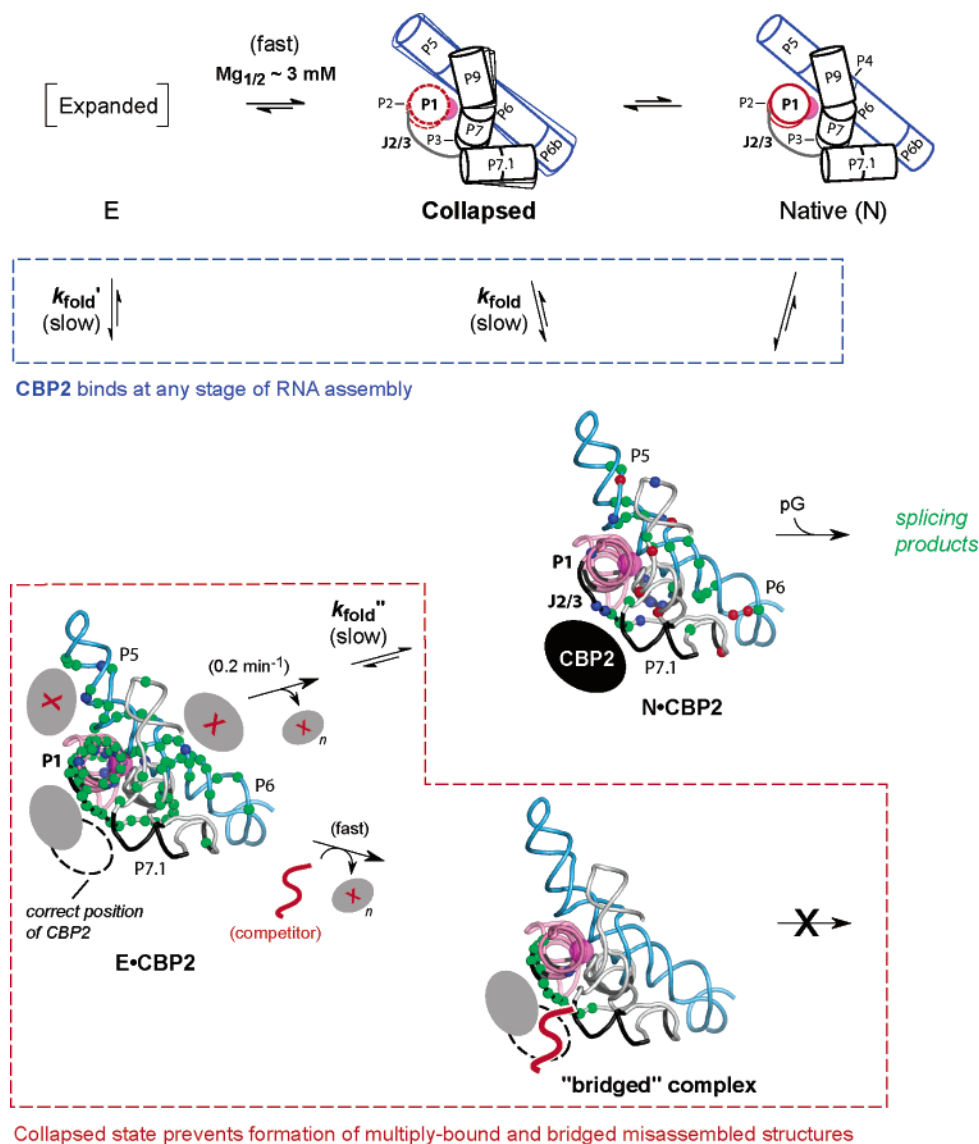 (fast)
Mg1/2 ~ 3 mM
[Expanded]
E
P5
P9
P2
P1
P6
P7
P3
J2/3
P6b
P7.1
Collapsed
P5
P4
P9
P2
P1
P6
P7
P3
J2/3
P6b
P7.1
Native (N)
kfold'
(slow)
kfold
(slow)
CBP2 binds at any stage of RNA assembly
P5
P1
J2/3
P6
CBP2
P7.1
N•CBP2
pG
splicing
products
kfold"
(slow)
(0.2 min-1)
X
n
P5
X
X
P1
P6
P7.1
correct position
of CBP2
E•CBP2
(fast)
X
n
(competitor)
X
"bridged" complex
Collapsed state prevents formation of multiply-bound and bridged misassembled structures